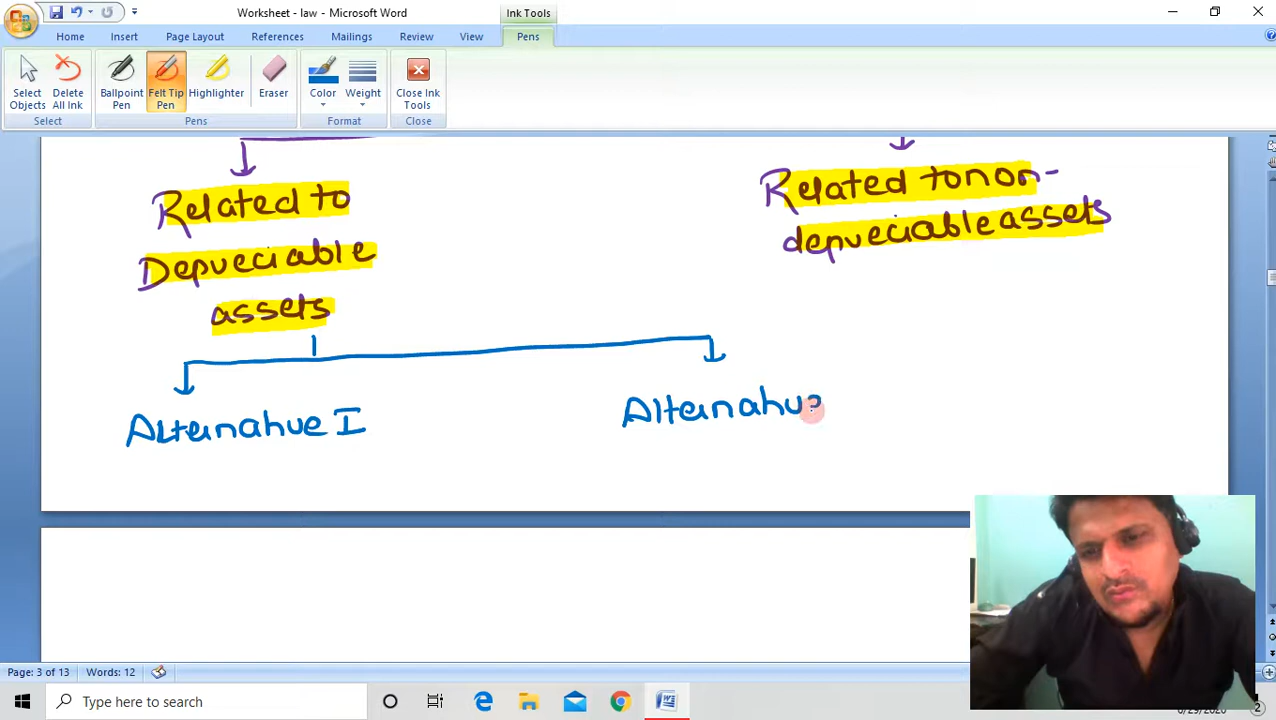 Worksheet - law - Microsoft Word
Ink Tools
Home Insert Page Layout References Mailings Review View Pens
Select Objects
Delete All Ink
Ballpoint Pen
Felt Tip Pen
Highlighter
Eraser
Color
Weight
Close Ink Tools
Select Pens Format Close
Related to
Depreciable
assets
Related to non-
depreciable assets
Alternative I
Page: 3 of 13 Words: 12
Type here to search
2